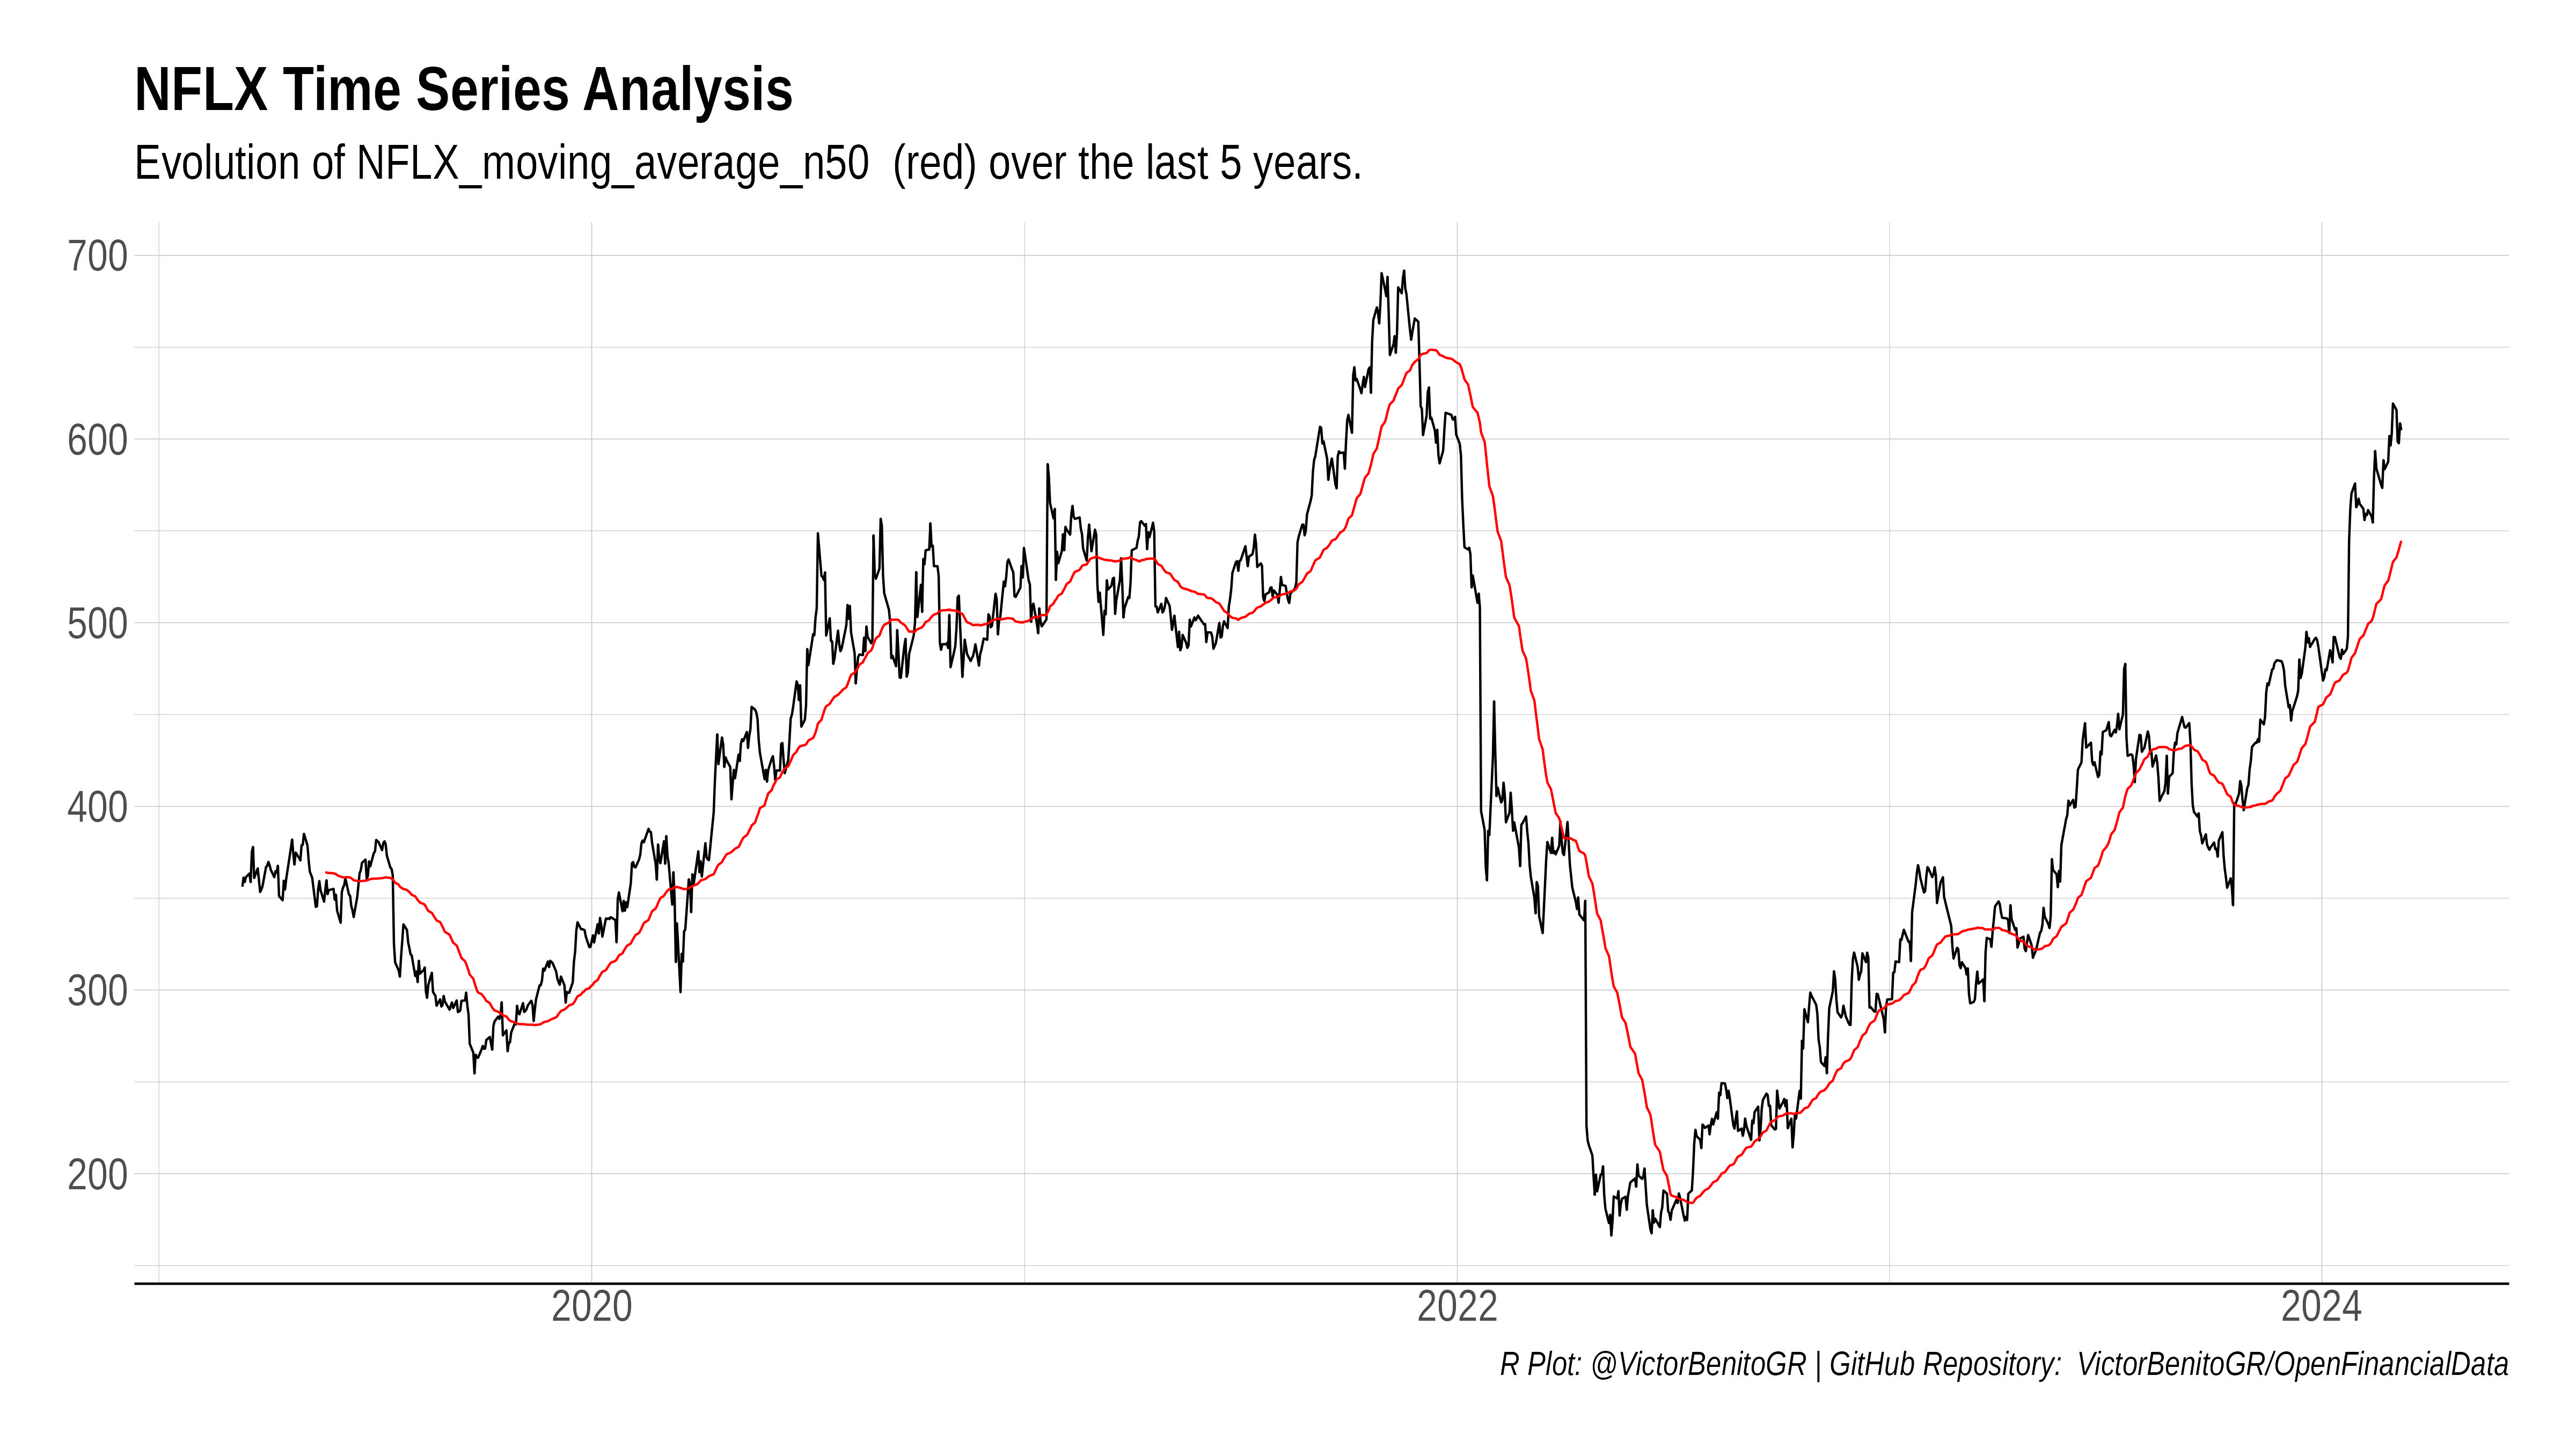 NFLX Time Series Analysis
Evolution of NFLX_moving_average_n50  (red) over the last 5 years.
700
600
500
400
300
200
2020 2022 2024
R Plot: @VictorBenitoGR | GitHub Repository:  VictorBenitoGR/OpenFinancialData